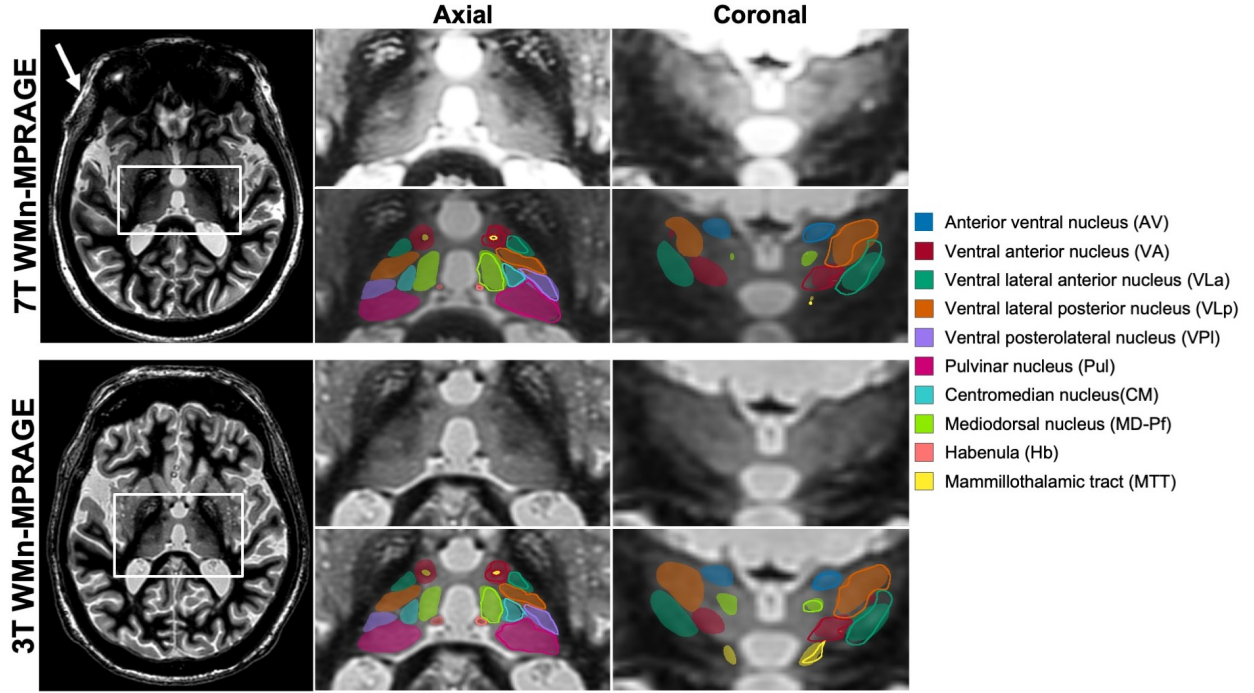 Axial
Coronal
7T WMn-MPRAGE
Anterior ventral nucleus (AV)
Ventral anterior nucleus (VA)
Ventral lateral anterior nucleus (VLa)
Ventral lateral posterior nucleus (VLp)
Ventral posterolateral nucleus (VPl)
Pulvinar nucleus (Pul)
Centromedian nucleus(CM)
Mediodorsal nucleus (MD-Pf)
Habenula (Hb)
Mammillothalamic tract (MTT)
3T WMn-MPRAGE